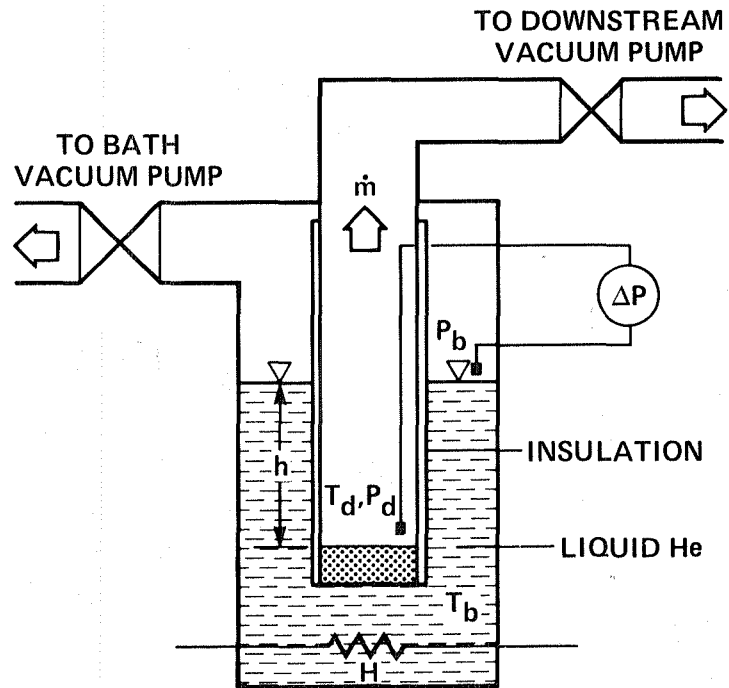 TO DOWNSTREAM
VACUUM PUMP
TO BATH
VACUUM PUMP
ṁ
ΔP
P_b
h
INSULATION
T_d, P_d
LIQUID He
T_b
H